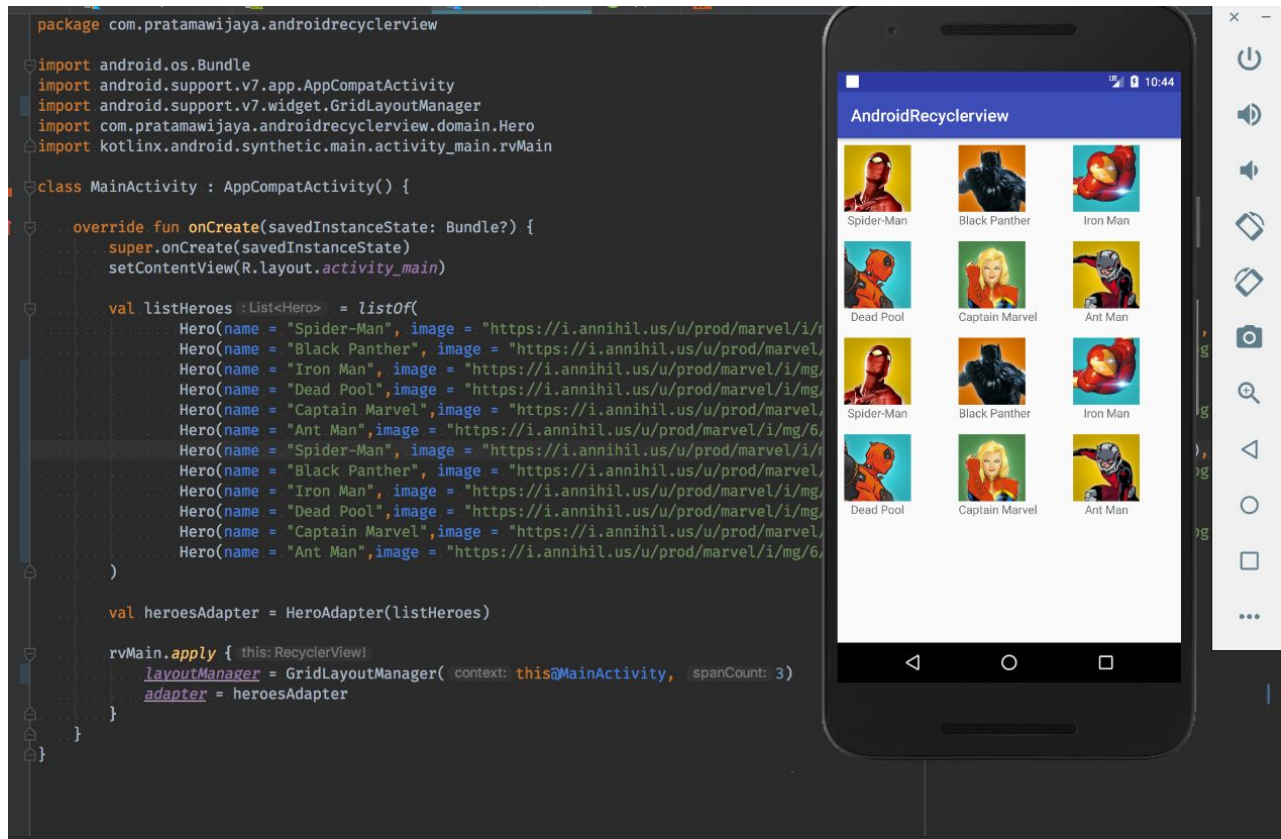 package com.pratamawijaya.androidrecyclerview
import android.os.Bundle
import android.support.v7.app.AppCompatActivity
import android.support.v7.widget.GridLayoutManager
import com.pratamawijaya.androidrecyclerview.domain.Hero
import kotlinx.android.synthetic.main.activity_main.rvMain
class MainActivity : AppCompatActivity() {
override fun onCreate(savedInstanceState: Bundle?) {
super.onCreate(savedInstanceState)
setContentView(R.layout.activity_main)
val listHeroes : List<Hero> = listOf(
Hero(name = "Spider-Man", image = "https://i.annihil.us/u/prod/marvel/i/
Hero(name = "Black Panther", image = "https://i.annihil.us/u/prod/marvel/
Hero(name = "Iron Man", image = "https://i.annihil.us/u/prod/marvel/i/mg/
Hero(name = "Dead Pool",image = "https://i.annihil.us/u/prod/marvel/i/mg/
Hero(name = "Captain Marvel",image = "https://i.annihil.us/u/prod/marvel/
Hero(name = "Ant Man",image = "https://i.annihil.us/u/prod/marvel/i/mg/6/
Hero(name = "Spider-Man", image = "https://i.annihil.us/u/prod/marvel/i/
Hero(name = "Black Panther", image = "https://i.annihil.us/u/prod/marvel/
Hero(name = "Iron Man", image = "https://i.annihil.us/u/prod/marvel/i/mg/
Hero(name = "Dead Pool",image = "https://i.annihil.us/u/prod/marvel/i/mg/
Hero(name = "Captain Marvel",image = "https://i.annihil.us/u/prod/marvel/
Hero(name = "Ant Man",image = "https://i.annihil.us/u/prod/marvel/i/mg/6/
)
val heroesAdapter = HeroAdapter(listHeroes)
rvMain.apply { this: RecyclerView!
layoutManager = GridLayoutManager( context: this@MainActivity, spanCount: 3)
adapter = heroesAdapter
}
}
}
LTE 10:44
AndroidRecyclerview
Spider-Man Black Panther Iron Man
Dead Pool Captain Marvel Ant Man
Spider-Man Black Panther Iron Man
Dead Pool Captain Marvel Ant Man